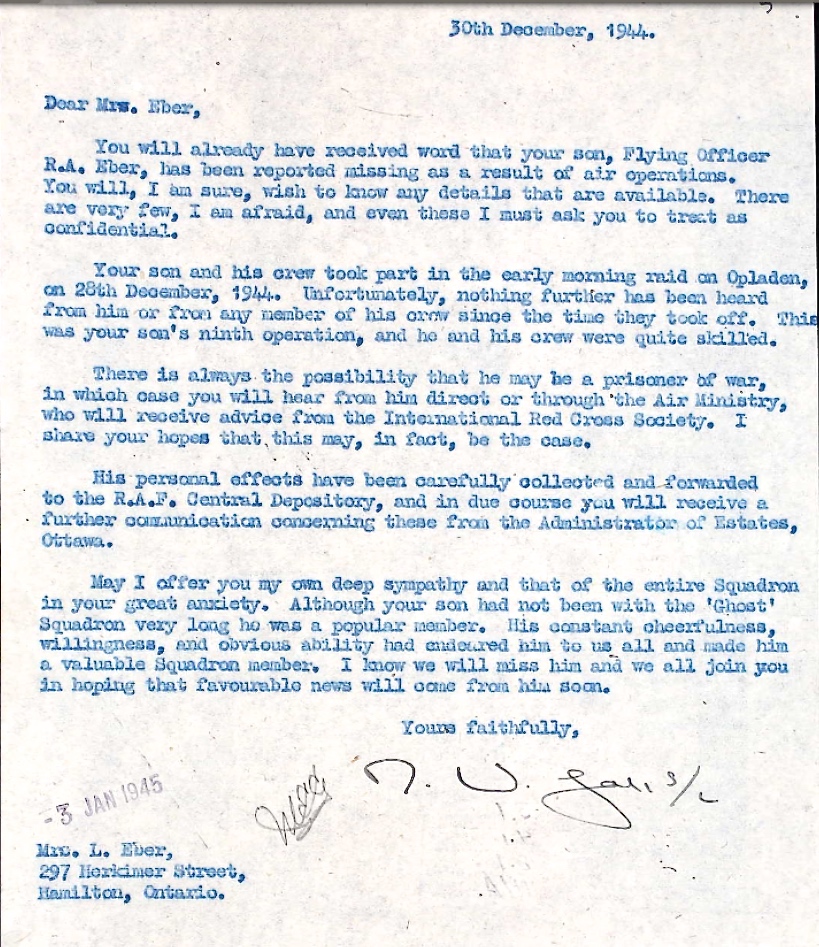 30th December, 1944.
Dear Mrs. Eber,
You will already have received word that your son, Flying Officer
R.A. Eber, has been reported missing as a result of air operations.
You will, I am sure, wish to know any details that are available. There
are very few, I am afraid, and even these I must ask you to treat as
confidential.
Your son and his crew took part in the early morning raid on Opladen,
on 28th December, 1944. Unfortunately, nothing further has been heard
from him or from any member of his crew since the time they took off. This
was your son's ninth operation, and he and his crew were quite skilled.
There is always the possibility that he may be a prisoner of war,
in which case you will hear from him direct or through the Air Ministry,
who will receive advice from the International Red Cross Society. I
share your hopes that this may, in fact, be the case.
His personal effects have been carefully collected and forwarded
to the R.A.F. Central Depository, and in due course you will receive a
further communication concerning these from the Administrator of Estates,
Ottawa.
May I offer you my own deep sympathy and that of the entire Squadron
in your great anxiety. Although your son had not been with the 'Ghost'
Squadron very long he was a popular member. His constant cheerfulness,
willingness, and obvious ability had endeared him to us all and made him
a valuable Squadron member. I know we will miss him and we all join you
in hoping that favourable news will come from him soon.
Yours faithfully,
S/L
- 3 JAN 1945
Mrs. L. Eber,
297 Herkimer Street,
Hamilton, Ontario.